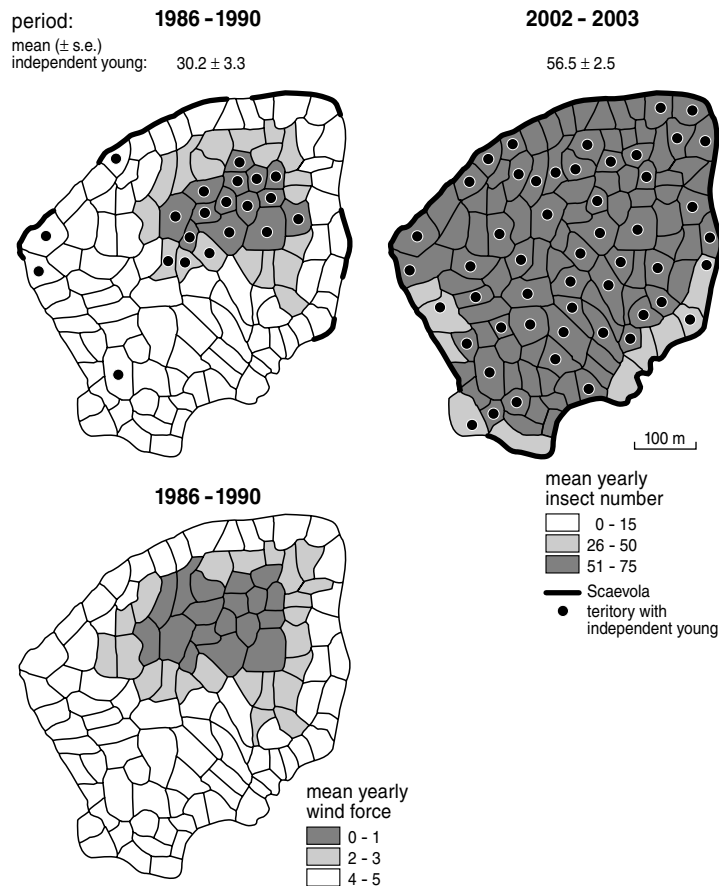 period: 1986 - 1990 2002 - 2003
mean (± s.e.)
independent young: 30.2 ± 3.3 56.5 ± 2.5
100 m
1986 - 1990
mean yearly
insect number
0 - 15
26 - 50
51 - 75
Scaevola
teritory with
independent young
mean yearly
wind force
0 - 1
2 - 3
4 - 5